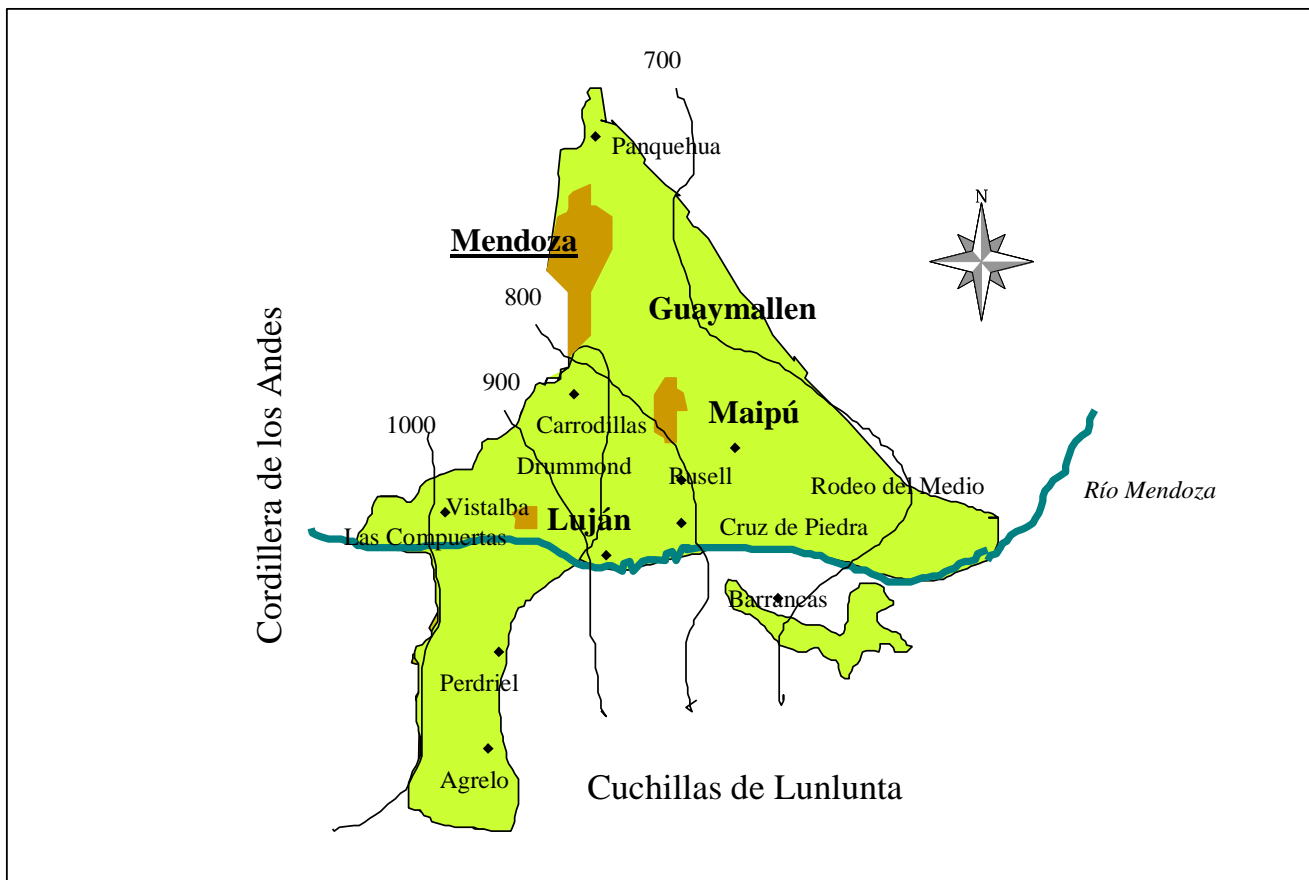 700
Panquehua
N
Mendoza
800
Guaymallen
900
Maipú
1000
Carrodillas
Drummond
Rusell
Rodeo del Medio
Río Mendoza
Vistalba
Luján
Cruz de Piedra
Las Compuertas
Cordillera de los Andes
Barrancas
Perdriel
Agrelo
Cuchillas de Lunlunta